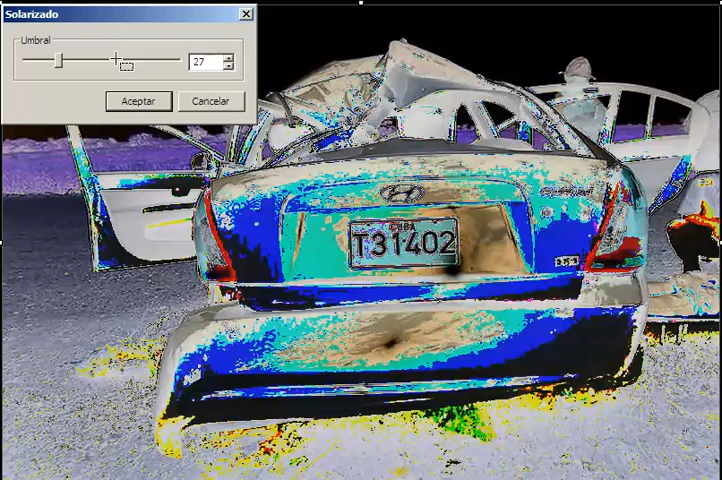 Solarizado
Umbral
27
Aceptar
Cancelar
CUBA
T31402